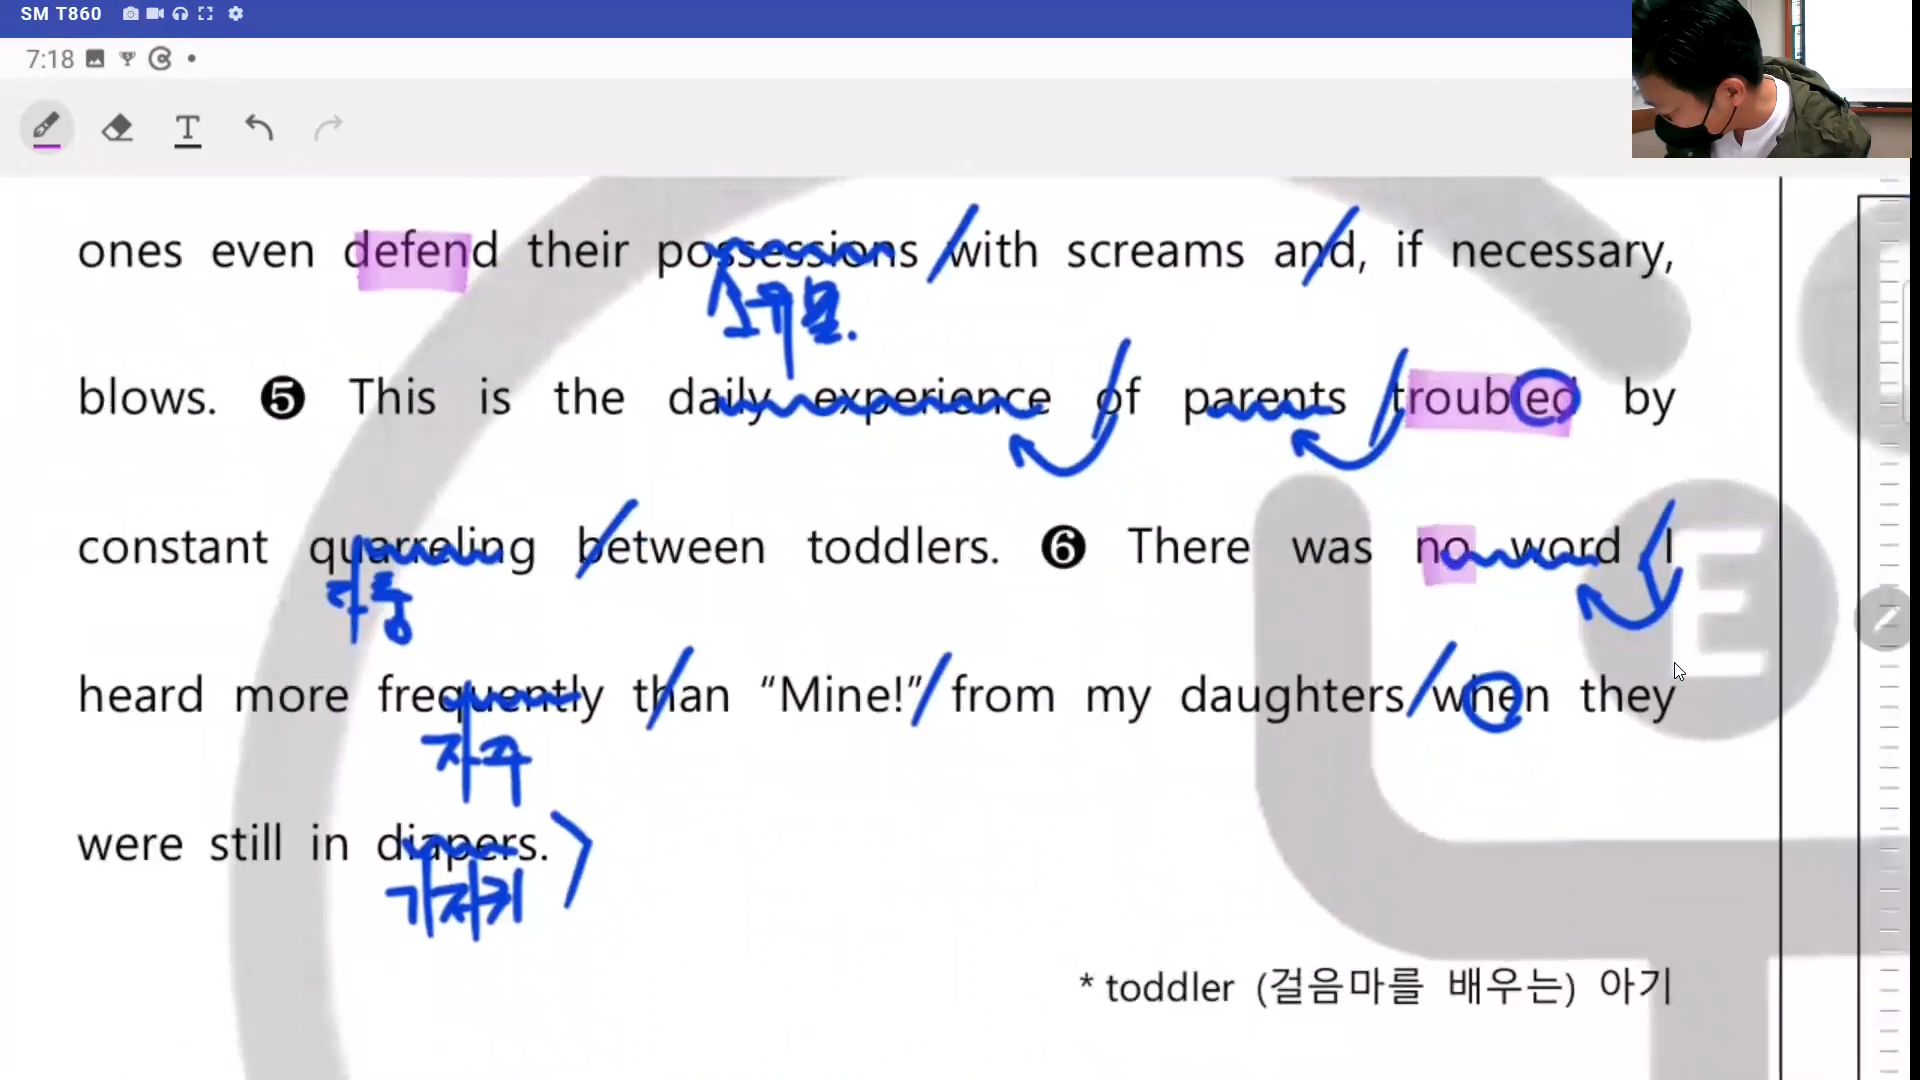 SM T860
7:18
T
ones even defend their possessions with screams and, if necessary,
소유물.
blows. ❺ This is the daily experience of parents troubled by
constant quarreling between toddlers. ❻ There was no word I
다툼
heard more frequently than “Mine!” from my daughters when they
자주
were still in diapers.
기저귀
E
* toddler (걸음마를 배우는) 아기